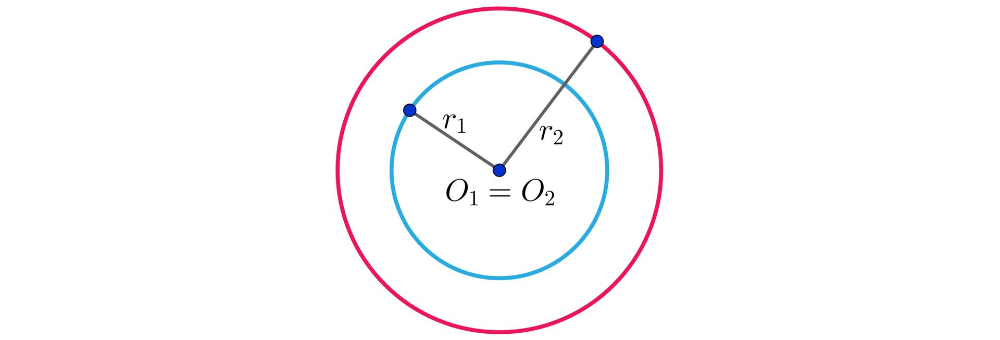 r₁
r₂
O₁ = O₂